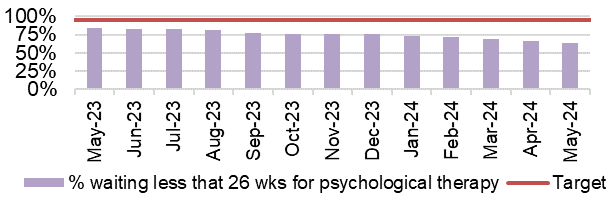 100%
75%
50%
25%
0%
May-23
Jun-23
Jul-23
Aug-23
Sep-23
Oct-23
Nov-23
Dec-23
Jan-24
Feb-24
Mar-24
Apr-24
May-24
% waiting less that 26 wks for psychological therapy
Target